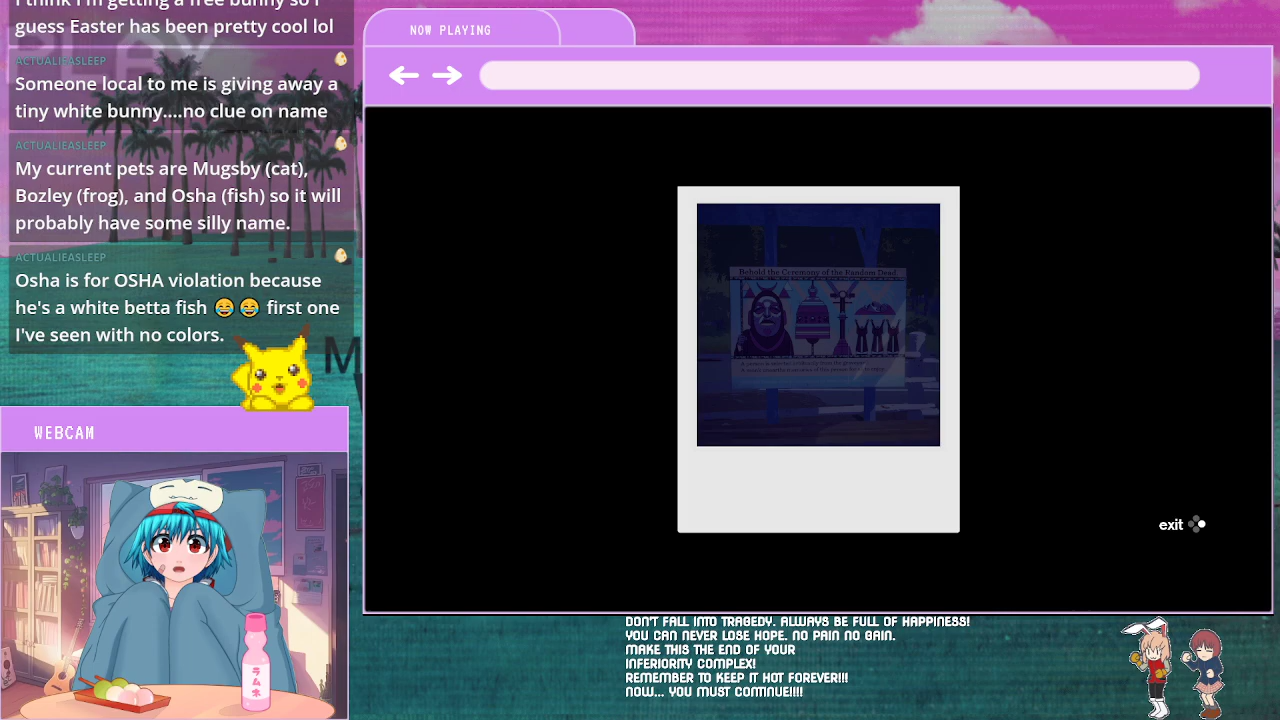 I think I'm getting a free bunny so I
guess Easter has been pretty cool lol
ACTUALIEASLEEP
Someone local to me is giving away a
tiny white bunny....no clue on name
ACTUALIEASLEEP
My current pets are Mugsby (cat),
Bozley (frog), and Osha (fish) so it will
probably have some silly name.
ACTUALIEASLEEP
Osha is for OSHA violation because
he's a white betta fish 😂 😂 first one
I've seen with no colors.
WEBCAM
ラムネ
NOW PLAYING
Behold the Ceremony of the Random Dead
exit
DON'T FALL INTO TRAGEDY. ALWAYS BE FULL OF HAPPINESS!
YOU CAN NEVER LOSE HOPE. NO PAIN NO GAIN.
MAKE THIS THE END OF YOUR
INFERIORITY COMPLEX!
REMEMBER TO KEEP IT HOT FOREVER!!!
NOW... YOU MUST CONTINUE!!!!